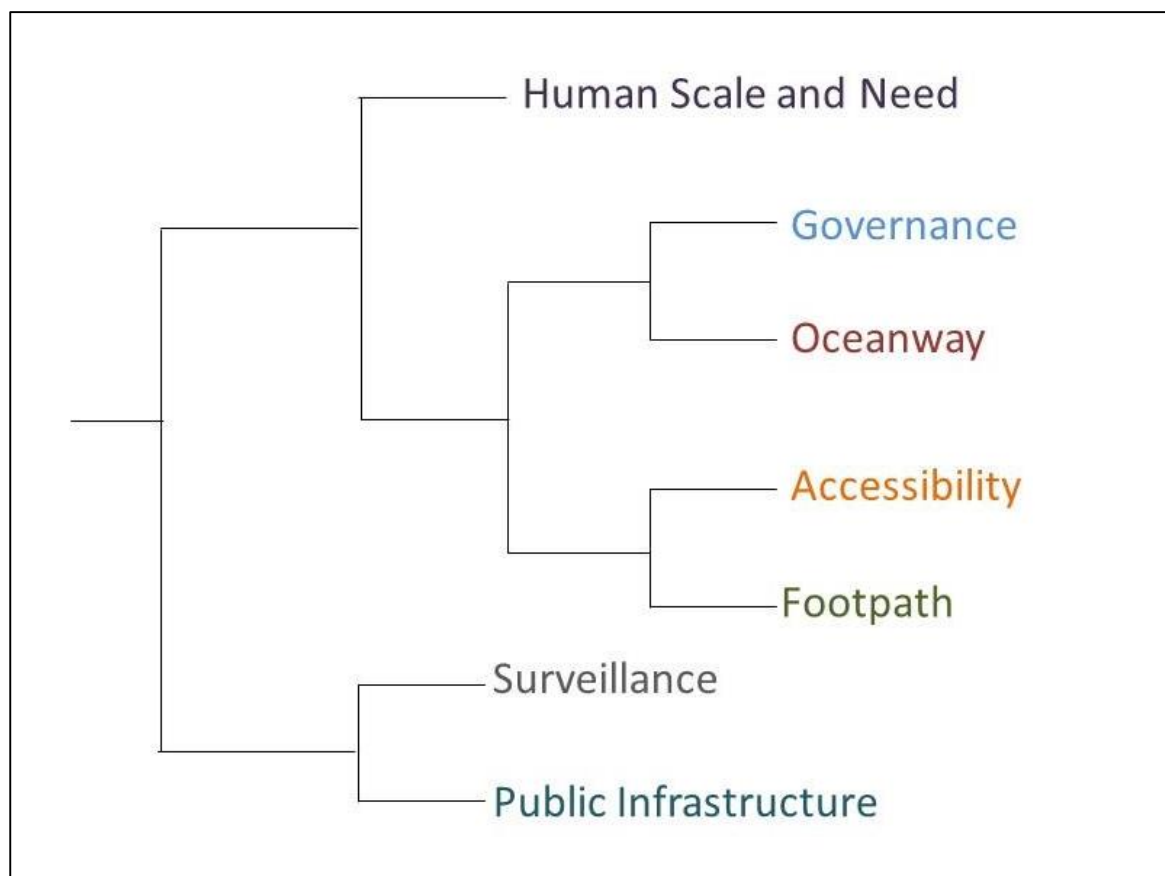 Human Scale and Need
Governance
Oceanway
Accessibility
Footpath
Surveillance
Public Infrastructure